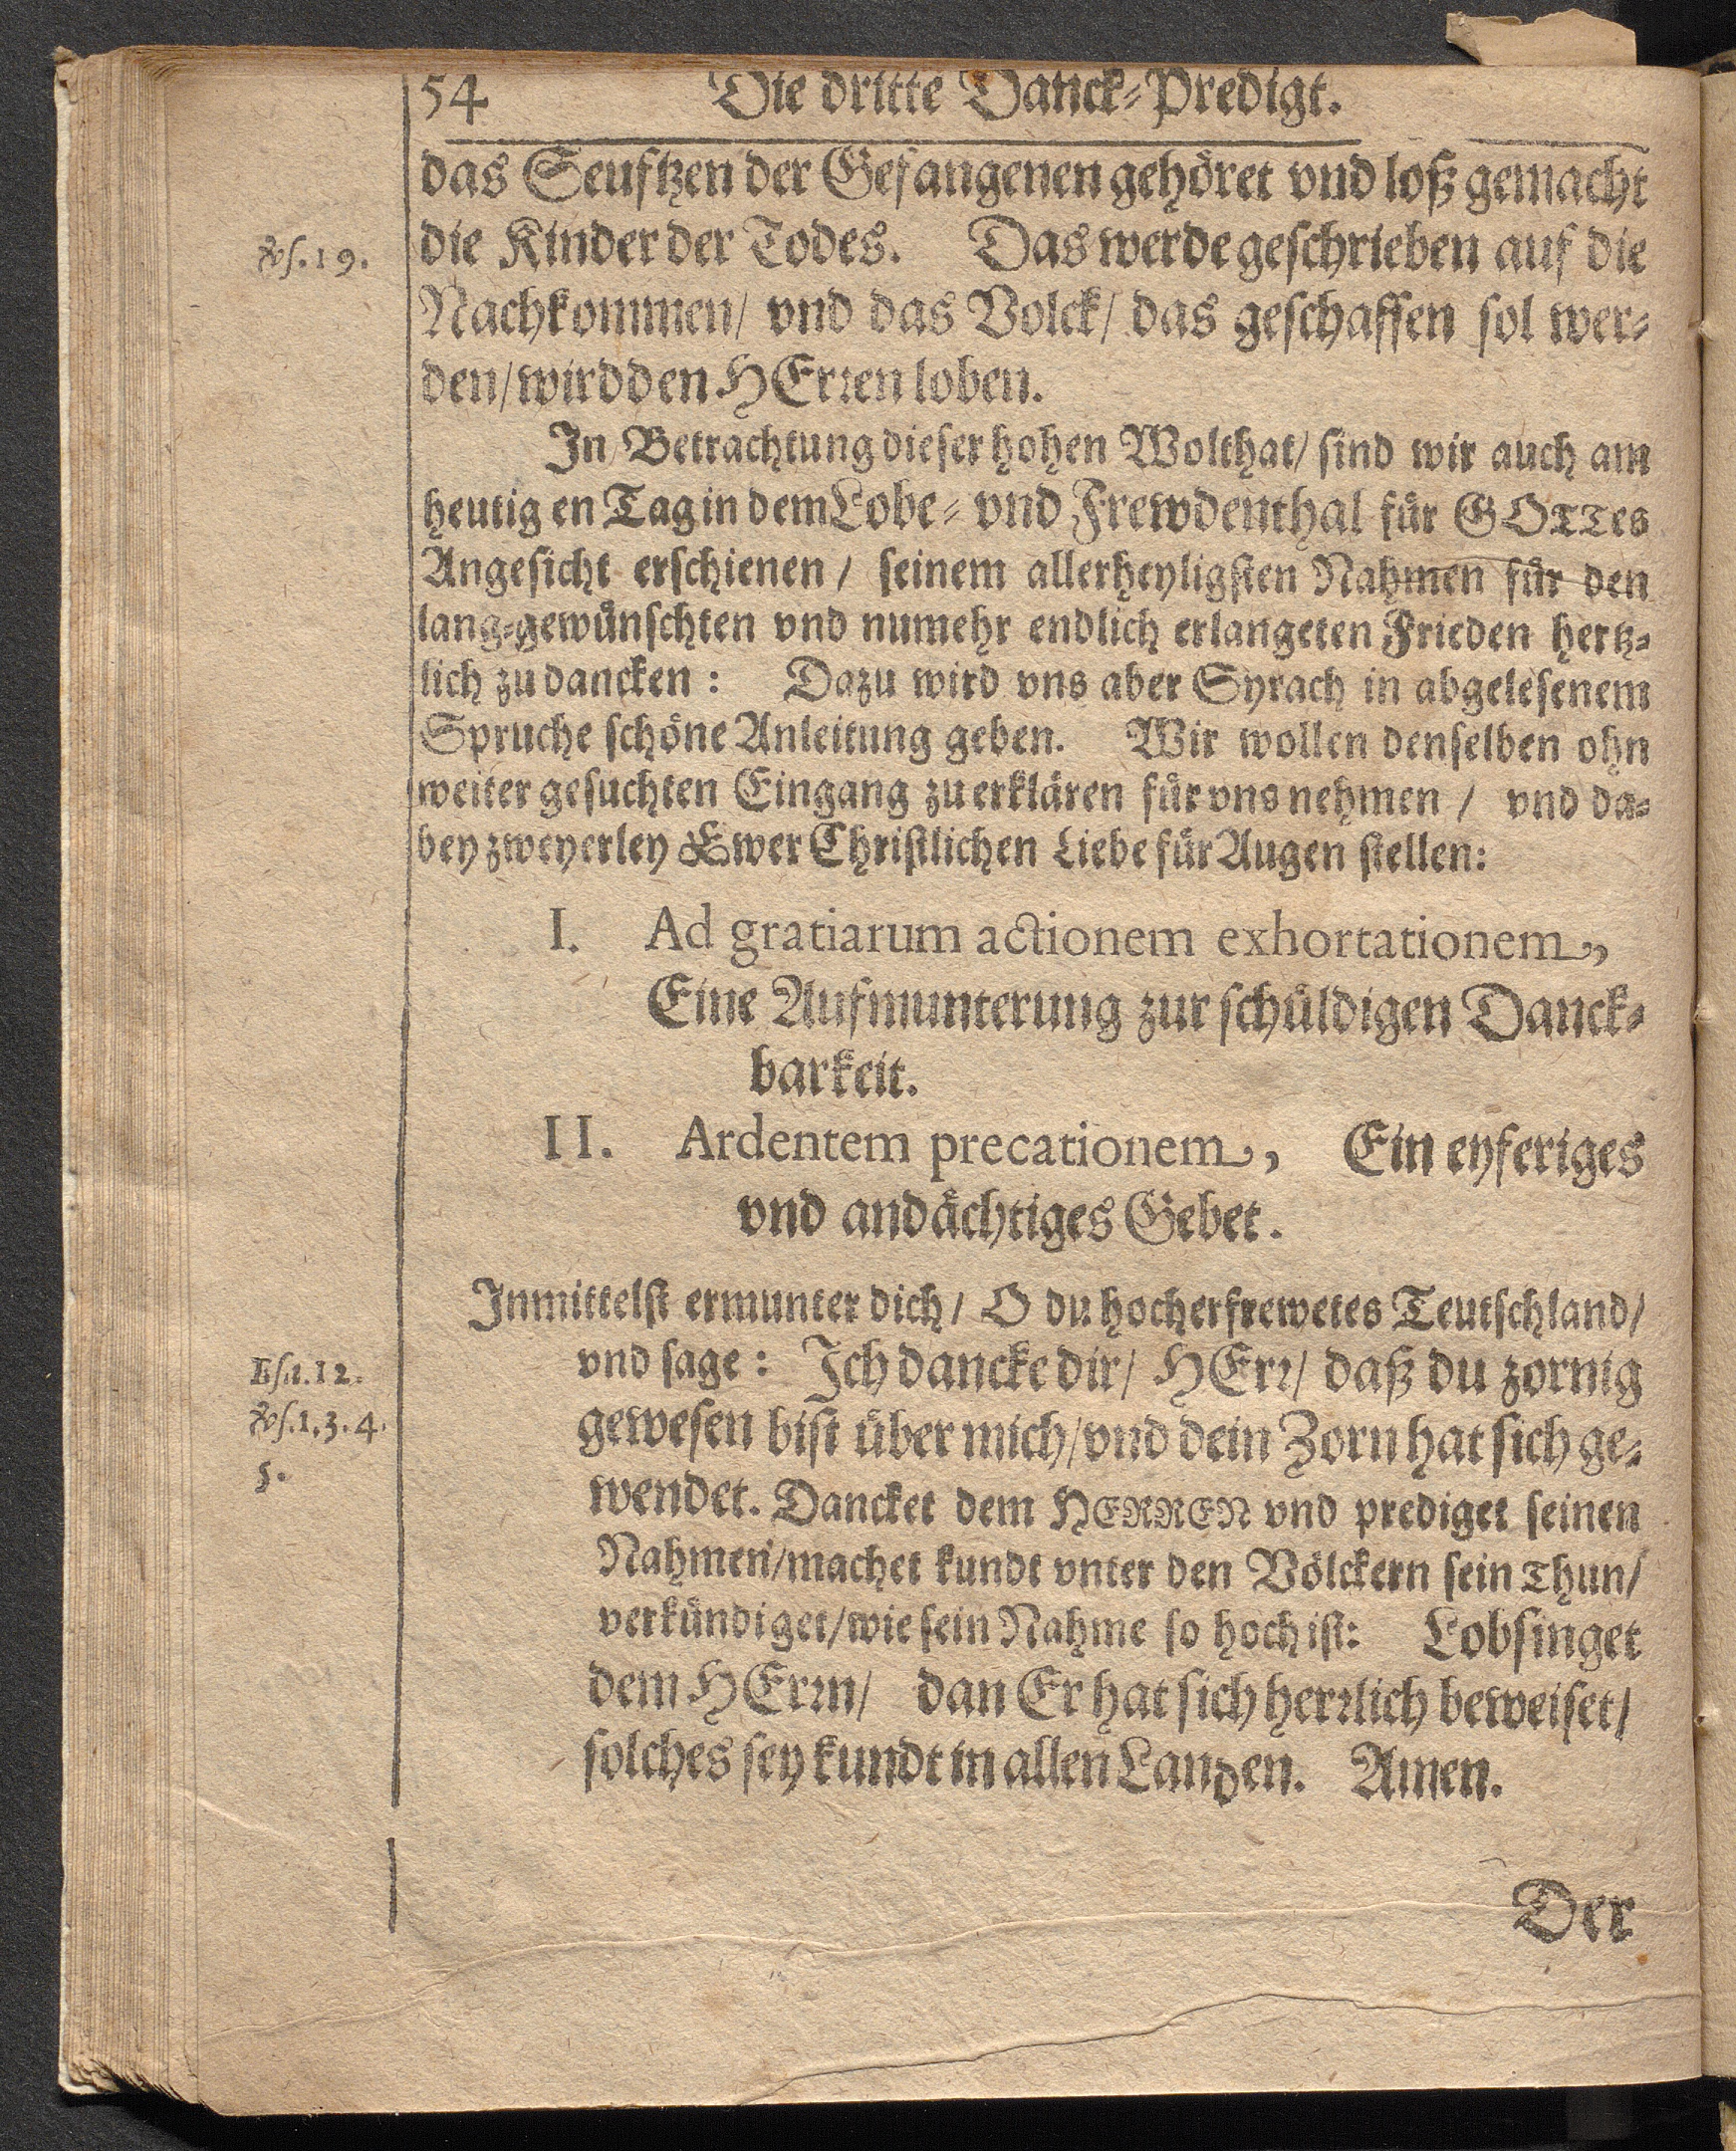 54 Die dritte Danck-Predigt.
das Seufftzen der Gefangenen gehöret vnd loß gemacht
vs. 19.
die Kinder der Todes. Das werde geschrieben auf die
Nachkommen/ vnd das Volck/ das geschaffen sol wer-
den/ wird den HErren loben.
In Betrachtung dieser hohen Wolthat/ sind wir auch am
heutigen Tag in dem Lobe- vnd Frewdenthal für GOTTes
Angesicht erschienen / seinem allerheyligsten Nahmen für den
lang-gewünschten vnd numehr endlich erlangeten Frieden hertz-
lich zu dancken: Dazu wird vns aber Syrach in abgelesenem
Spruche schöne Anleitung geben. Wir wollen denselben ohn
weiter gesuchten Eingang zu erklären für vns nehmen / vnd da-
bey zweyerley Ewer Christlichen Liebe für Augen stellen:
I. Ad gratiarum actionem exhortationem,
Eine Aufmunterung zur schüldigen Danck-
barkeit.
II. Ardentem precationem, Ein eyferiges
vnd andächtiges Gebet.
Inmittelst ermunter dich / O du hocherfrewetes Teutschland/
Esa. 12.
vnd sage: Ich dancke dir/ HErr/ daß du zornig
vs. 1. 3. 4.
gewesen bist über mich/ vnd dein Zorn hat sich ge-
5.
wendet. Dancket dem HERREN vnd prediget seinen
Nahmen/ machet kundt vnter den Völckern sein Thun/
verkündiget/ wie sein Nahme so hoch ist: Lobsinget
dem HErrn/ dan Er hat sich herrlich beweiset/
solches sey kundt in allen Landen. Amen.
Der